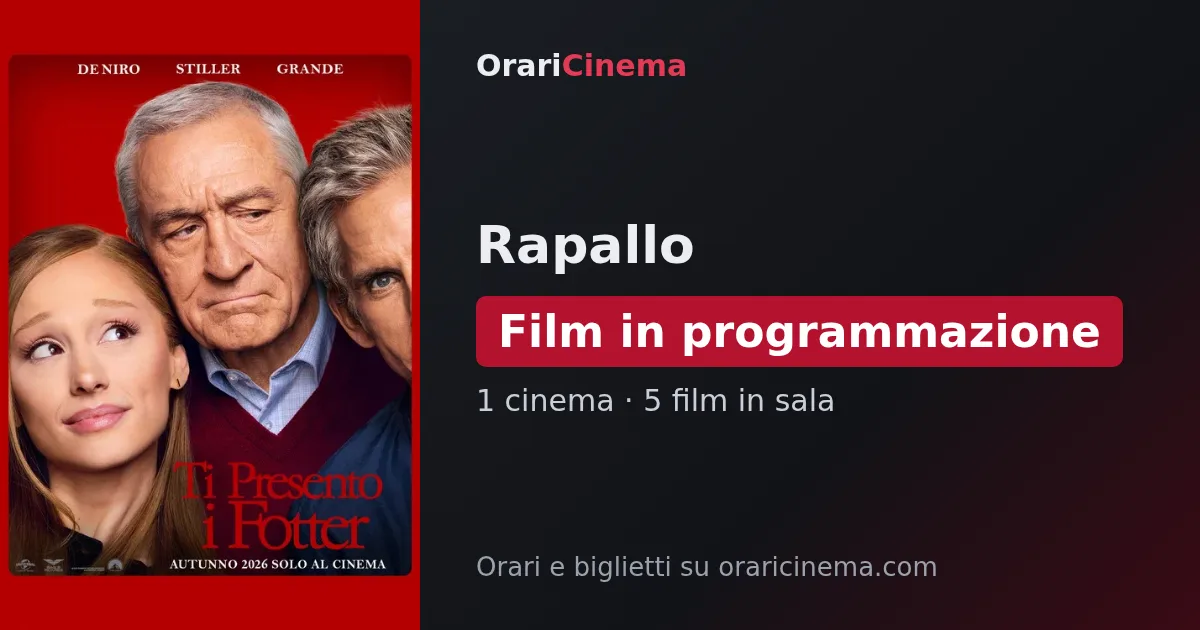 DE NIRO STILLER GRANDE
Ti Presento
i Fotter
AUTUNNO 2026 SOLO AL CINEMA
OrariCinema
Rapallo
Film in programmazione
1 cinema · 5 film in sala
Orari e biglietti su oraricinema.com